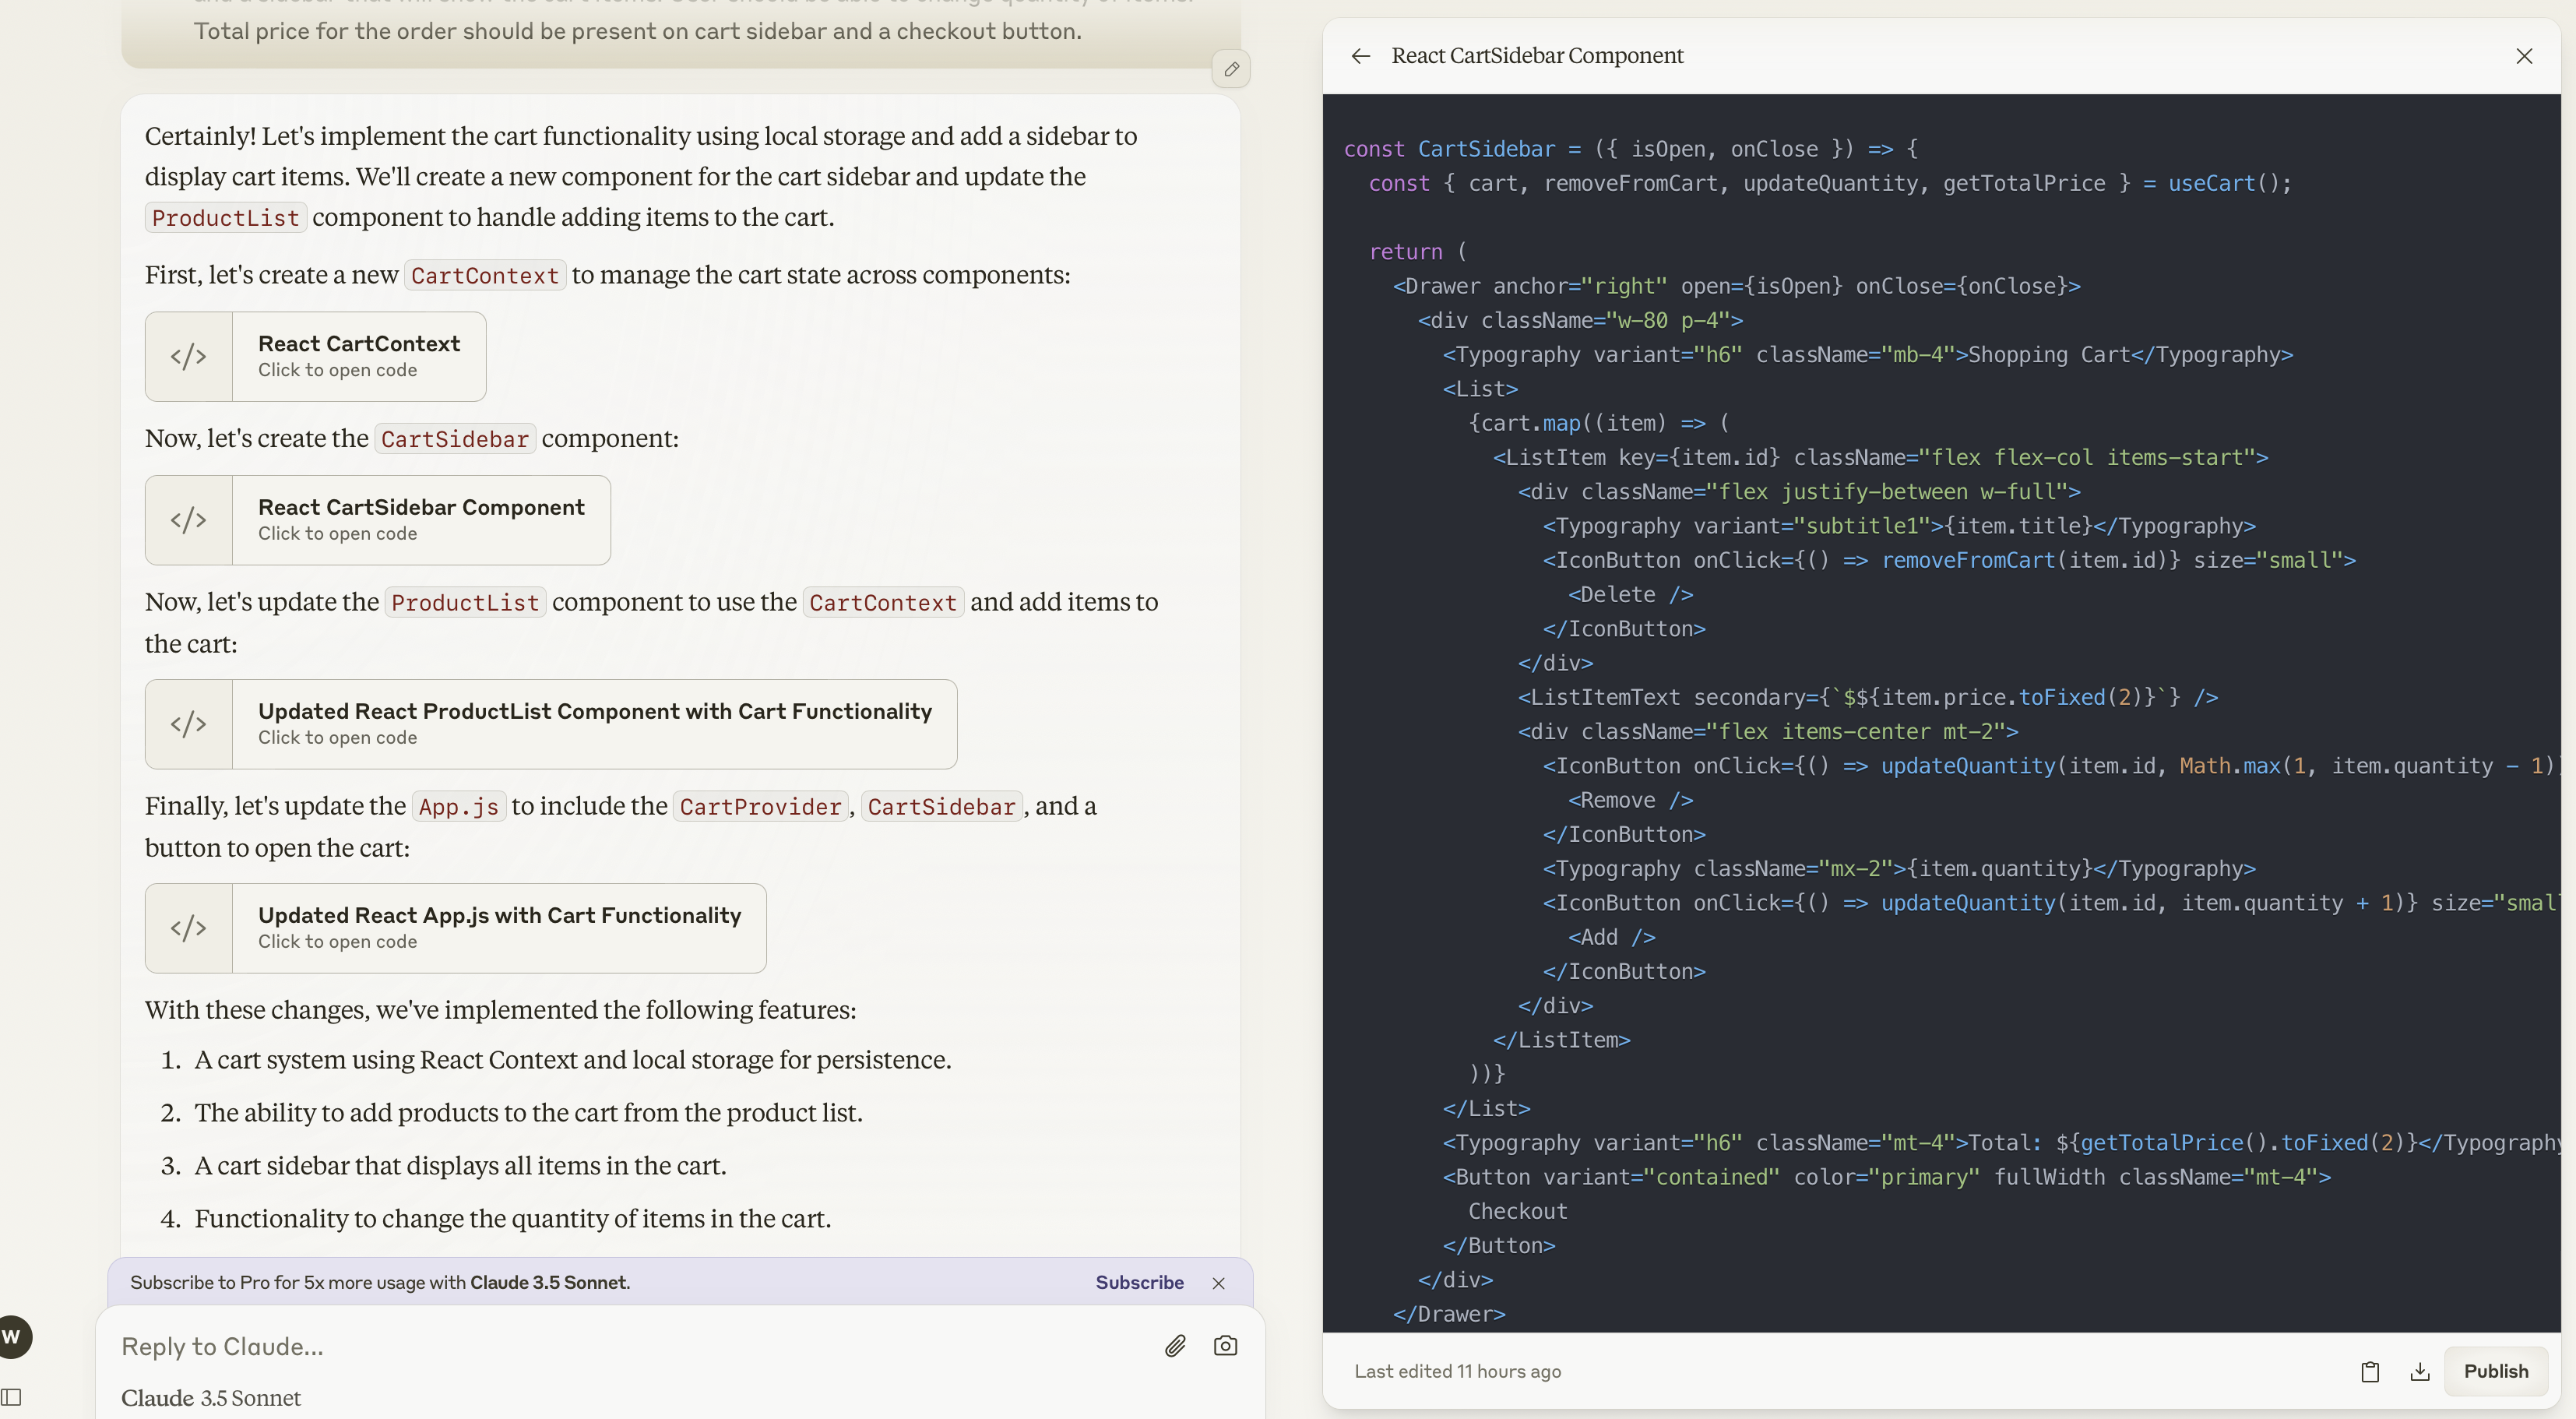 Total price for the order should be present on cart sidebar and a checkout button.
Certainly! Let's implement the cart functionality using local storage and add a sidebar to
display cart items. We'll create a new component for the cart sidebar and update the
ProductList component to handle adding items to the cart.
First, let's create a new CartContext to manage the cart state across components:
</>
React CartContext
Click to open code
Now, let's create the CartSidebar component:
</>
React CartSidebar Component
Click to open code
Now, let's update the ProductList component to use the CartContext and add items to
the cart:
</>
Updated React ProductList Component with Cart Functionality
Click to open code
Finally, let's update the App.js to include the CartProvider, CartSidebar, and a
button to open the cart:
</>
Updated React App.js with Cart Functionality
Click to open code
With these changes, we've implemented the following features:
1. A cart system using React Context and local storage for persistence.
2. The ability to add products to the cart from the product list.
3. A cart sidebar that displays all items in the cart.
4. Functionality to change the quantity of items in the cart.
Subscribe to Pro for 5x more usage with Claude 3.5 Sonnet.
Subscribe
W
Reply to Claude...
Claude 3.5 Sonnet
React CartSidebar Component
const CartSidebar = ({ isOpen, onClose }) => {
  const { cart, removeFromCart, updateQuantity, getTotalPrice } = useCart();
  return (
    <Drawer anchor="right" open={isOpen} onClose={onClose}>
      <div className="w-80 p-4">
        <Typography variant="h6" className="mb-4">Shopping Cart</Typography>
        <List>
          {cart.map((item) => (
            <ListItem key={item.id} className="flex flex-col items-start">
              <div className="flex justify-between w-full">
                <Typography variant="subtitle1">{item.title}</Typography>
                <IconButton onClick={() => removeFromCart(item.id)} size="small">
                  <Delete />
                </IconButton>
              </div>
              <ListItemText secondary={`$${item.price.toFixed(2)}`} />
              <div className="flex items-center mt-2">
                <IconButton onClick={() => updateQuantity(item.id, Math.max(1, item.quantity - 1)
                  <Remove />
                </IconButton>
                <Typography className="mx-2">{item.quantity}</Typography>
                <IconButton onClick={() => updateQuantity(item.id, item.quantity + 1)} size="smal
                  <Add />
                </IconButton>
              </div>
            </ListItem>
          ))}
        </List>
        <Typography variant="h6" className="mt-4">Total: ${getTotalPrice().toFixed(2)}</Typography
        <Button variant="contained" color="primary" fullWidth className="mt-4">
          Checkout
        </Button>
      </div>
    </Drawer>
Last edited 11 hours ago
Publish